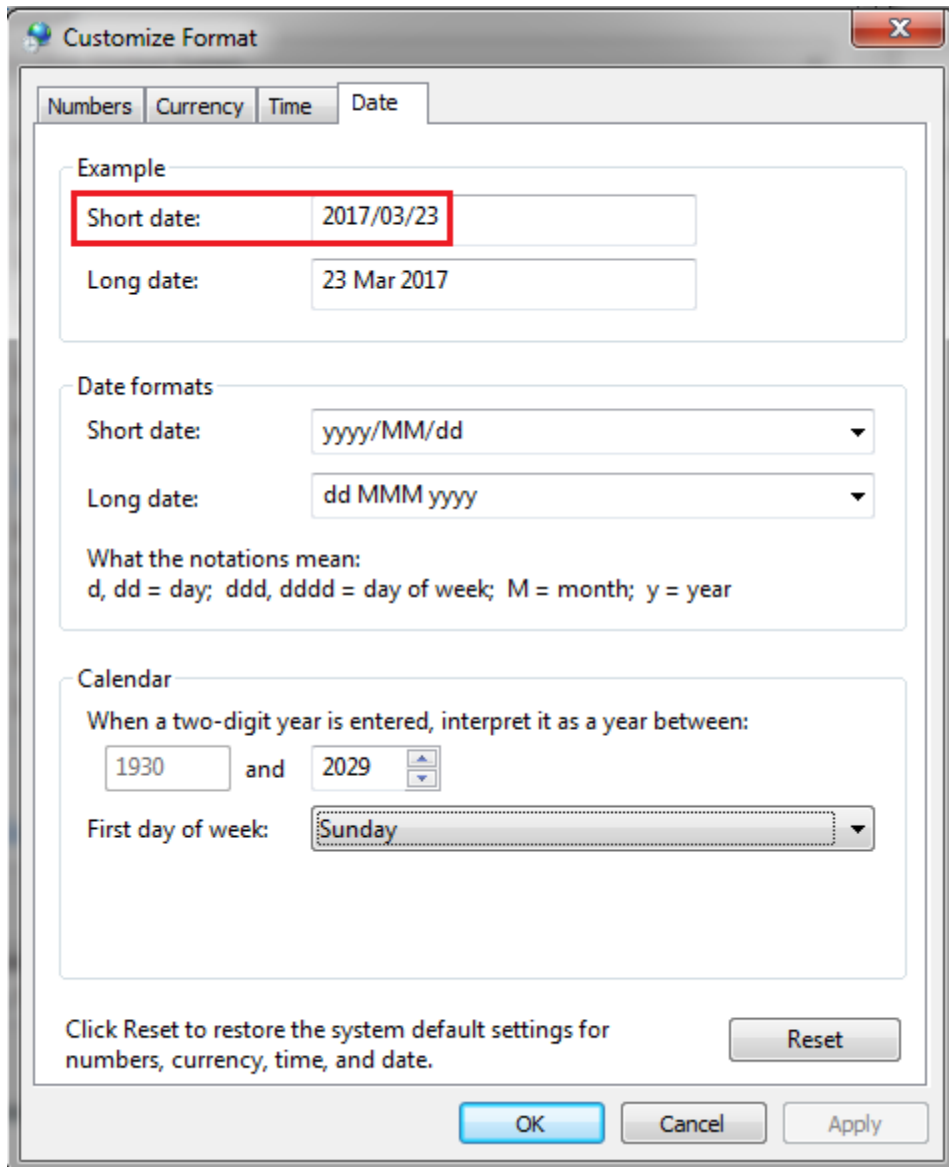 Customize Format
Numbers Currency Time Date
Example
Short date: 2017/03/23
Long date: 23 Mar 2017
Date formats
Short date: yyyy/MM/dd
Long date: dd MMM yyyy
What the notations mean:
d, dd = day;  ddd, dddd = day of week;  M = month;  y = year
Calendar
When a two-digit year is entered, interpret it as a year between:
1930 and 2029
First day of week: Sunday
Click Reset to restore the system default settings for
numbers, currency, time, and date.
Reset
OK Cancel Apply